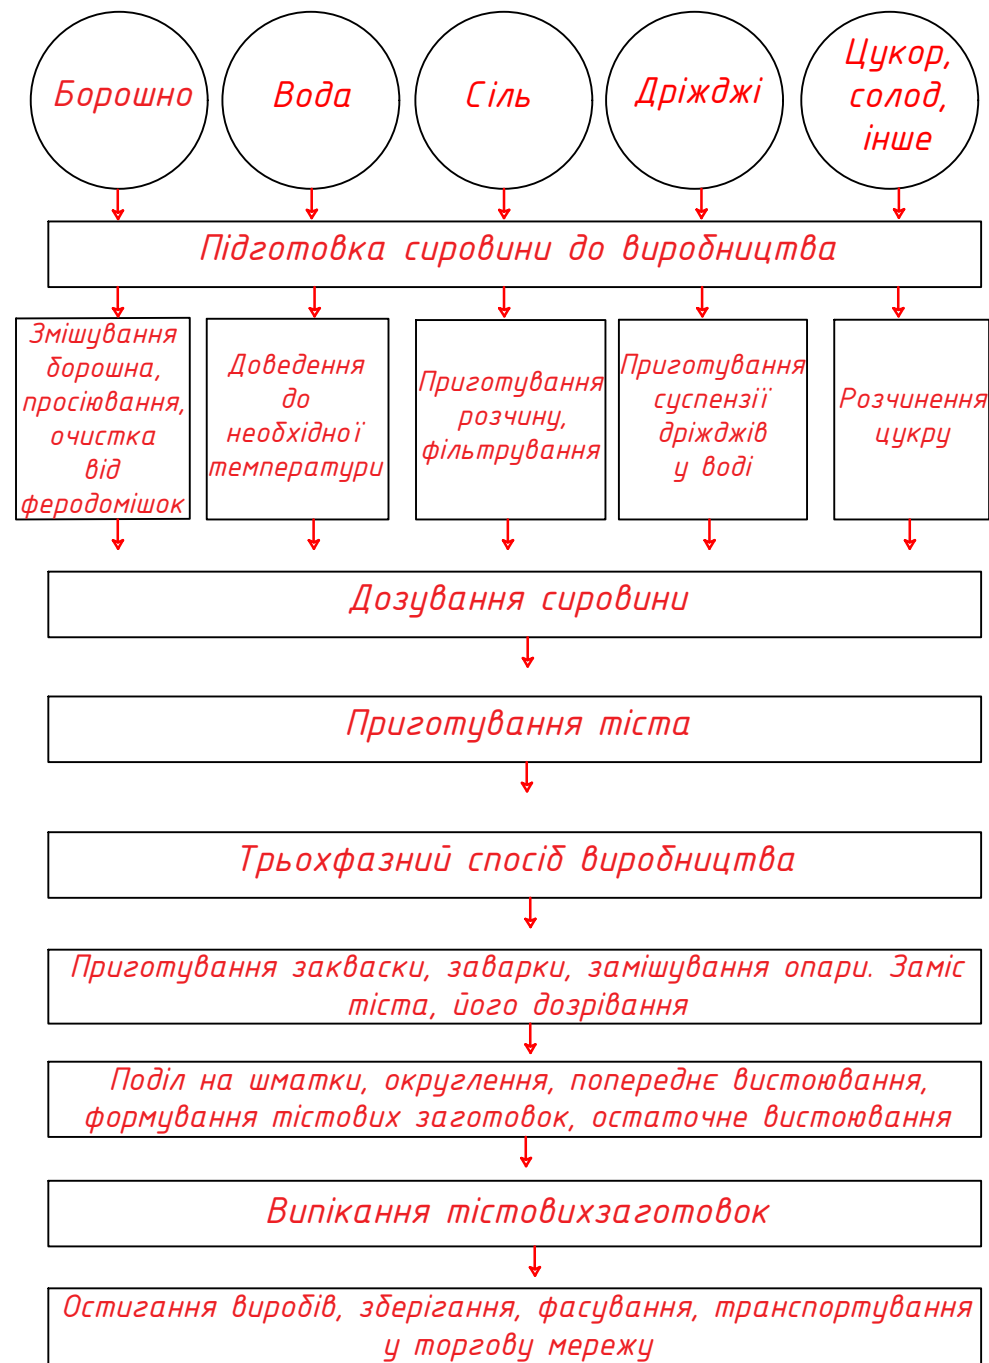 Борошно
Вода
Сіль
Дріжджі
Цукор,
солод,
інше
Підготовка сировини до виробництва
Змішування
борошна,
просіювання,
очистка
від
феродомішок
Доведення
до
необхідної
температури
Приготування
розчину,
фільтрування
Приготування
суспензії
дріжджів
у воді
Розчинення
цукру
Дозування сировини
Приготування тіста
Трьохфазний спосіб виробництва
Приготування закваски, заварки, замішування опари. Заміс
тіста, його дозрівання
Поділ на шматки, округлення, попереднє вистоювання,
формування тістових заготовок, остаточне вистоювання
Випікання тістовихзаготовок
Остигання виробів, зберігання, фасування, транспортування
у торгову мережу